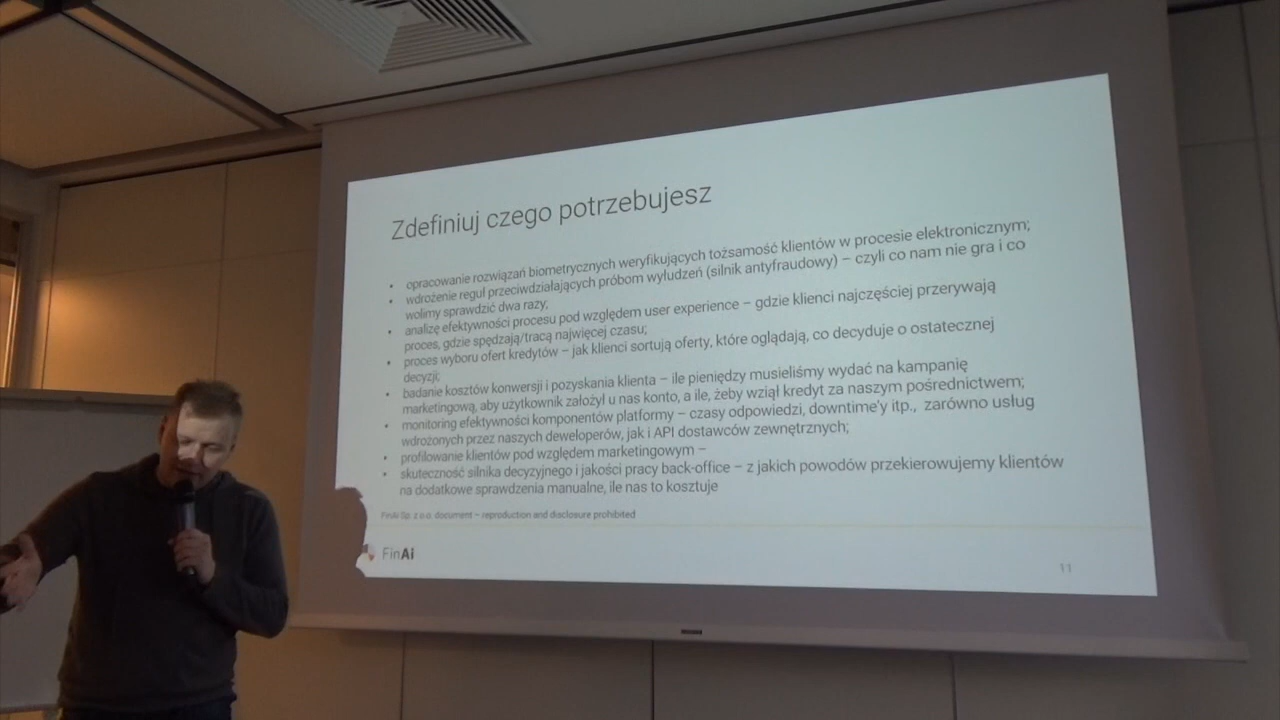 Zdefiniuj czego potrzebujesz
• opracowanie rozwiązań biometrycznych weryfikujących tożsamość klientów w procesie elektronicznym;
• wdrożenie reguł przeciwdziałających próbom wyłudzeń (silnik antyfraudowy) – czyli co nam nie gra i co
wolimy sprawdzić dwa razy;
• analizę efektywności procesu pod względem user experience – gdzie klienci najczęściej przerywają
proces, gdzie spędzają/tracą najwięcej czasu;
• proces wyboru ofert kredytów – jak klienci sortują oferty, które oglądają, co decyduje o ostatecznej
decyzji;
• badanie kosztów konwersji i pozyskania klienta – ile pieniędzy musieliśmy wydać na kampanię
marketingową, aby użytkownik założył u nas konto, a ile, żeby wziął kredyt za naszym pośrednictwem;
• monitoring efektywności komponentów platformy – czasy odpowiedzi, downtime'y itp., zarówno usług
wdrożonych przez naszych deweloperów, jak i API dostawców zewnętrznych;
• profilowanie klientów pod względem marketingowym –
• skuteczność silnika decyzyjnego i jakości pracy back-office – z jakich powodów przekierowujemy klientów
na dodatkowe sprawdzenia manualne, ile nas to kosztuje
FinAi Sp. z o.o. document – reproduction and disclosure prohibited
FinAi
11